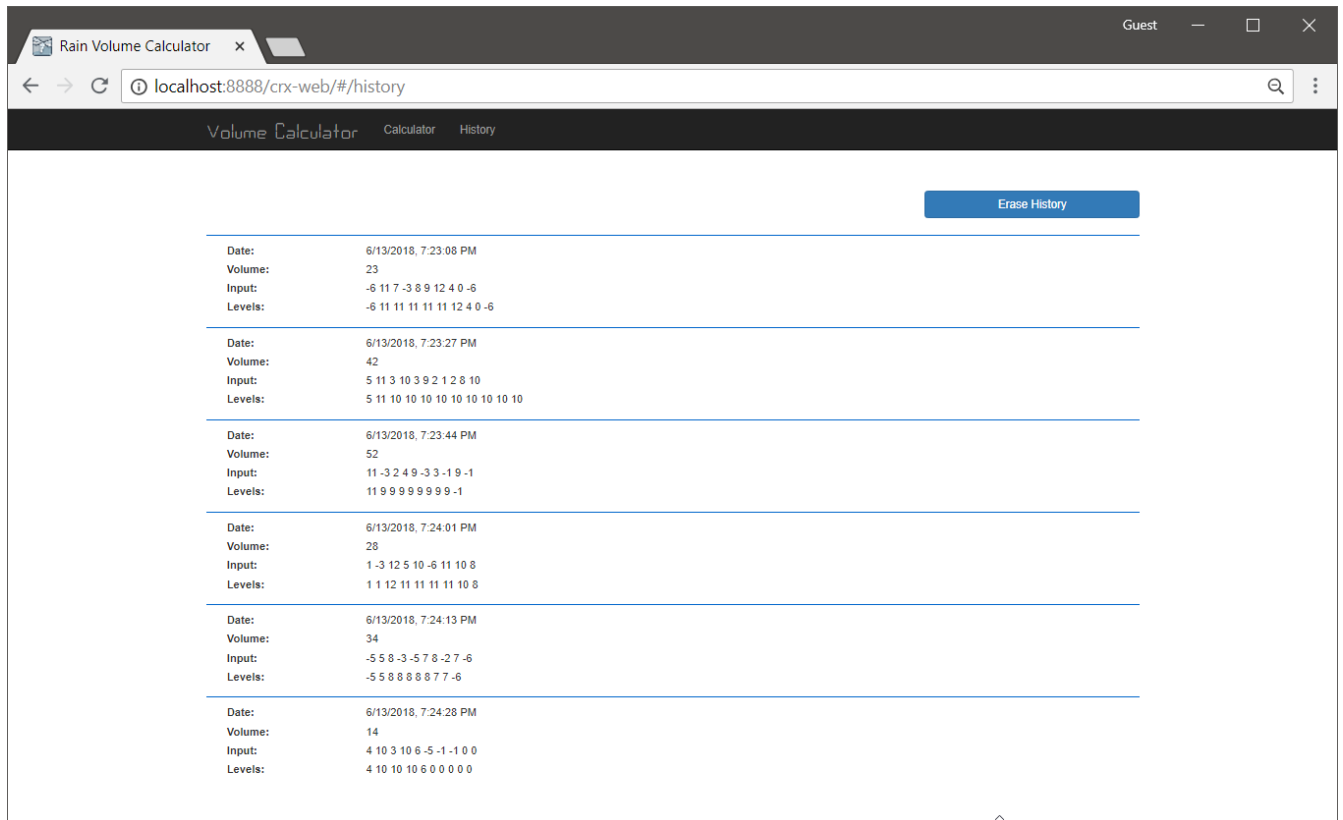 Guest
Rain Volume Calculator
localhost:8888/crx-web/#/history
Volume Calculator Calculator History
Erase History
Date: 6/13/2018, 7:23:08 PM
Volume: 23
Input: -6 11 7 -3 8 9 12 4 0 -6
Levels: -6 11 11 11 11 11 12 4 0 -6
Date: 6/13/2018, 7:23:27 PM
Volume: 42
Input: 5 11 3 10 3 9 2 1 2 8 10
Levels: 5 11 10 10 10 10 10 10 10 10 10
Date: 6/13/2018, 7:23:44 PM
Volume: 52
Input: 11 -3 2 4 9 -3 3 -1 9 -1
Levels: 11 9 9 9 9 9 9 9 9 -1
Date: 6/13/2018, 7:24:01 PM
Volume: 28
Input: 1 -3 12 5 10 -6 11 10 8
Levels: 1 1 12 11 11 11 11 10 8
Date: 6/13/2018, 7:24:13 PM
Volume: 34
Input: -5 5 8 -3 -5 7 8 -2 7 -6
Levels: -5 5 8 8 8 8 8 7 7 -6
Date: 6/13/2018, 7:24:28 PM
Volume: 14
Input: 4 10 3 10 6 -5 -1 -1 0 0
Levels: 4 10 10 10 6 0 0 0 0 0